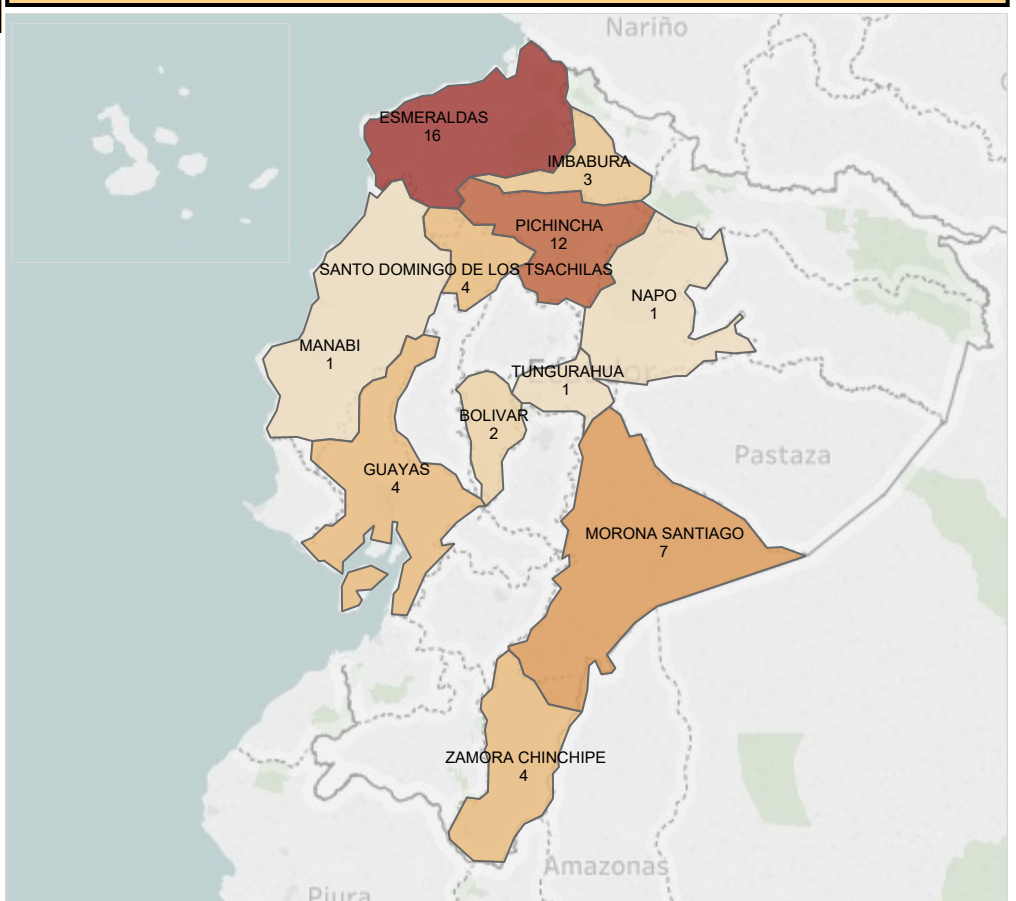 Nariño
ESMERALDAS
16
IMBABURA
3
PICHINCHA
12
SANTO DOMINGO DE LOS TSACHILAS
4
NAPO
1
MANABI
1
TUNGURAHUA
1
Ecuador
BOLIVAR
2
Pastaza
GUAYAS
4
MORONA SANTIAGO
7
ZAMORA CHINCHIPE
4
Amazonas
Piura